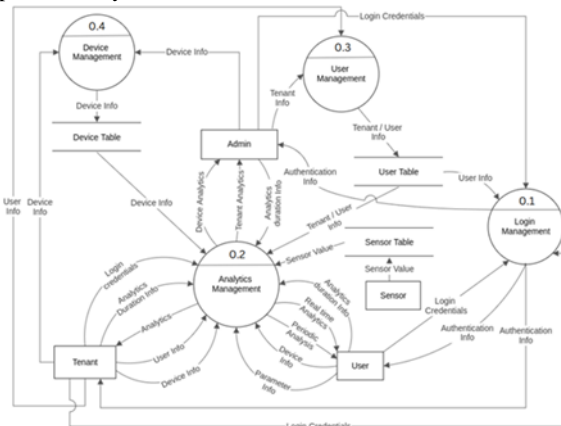 Login Credentials
0.4
Device
Management
0.3
User
Management
Device Info
Tenant
Info
Device Info
Device Table
Admin
Tenant / User
Info
User Table
Authentication
Info
User Info
0.1
Login
Management
User
Info
Device
Info
Device Info
Device Analytics
Tenant Analytics
Analytics
duration Info
Tenant / User
Info
Sensor Table
Sensor Value
Sensor Value
Sensor
0.2
Analytics
Management
Login
credentials
Analytics
Duration Info
Analytics
User Info
Device Info
Tenant
Analytics
duration Info
Real time
Analytics
Periodic
Analysis
Device
Info
Parameter
Info
User
Login
Credentials
Authentication
Info
Authentication
Info
Login Credentials